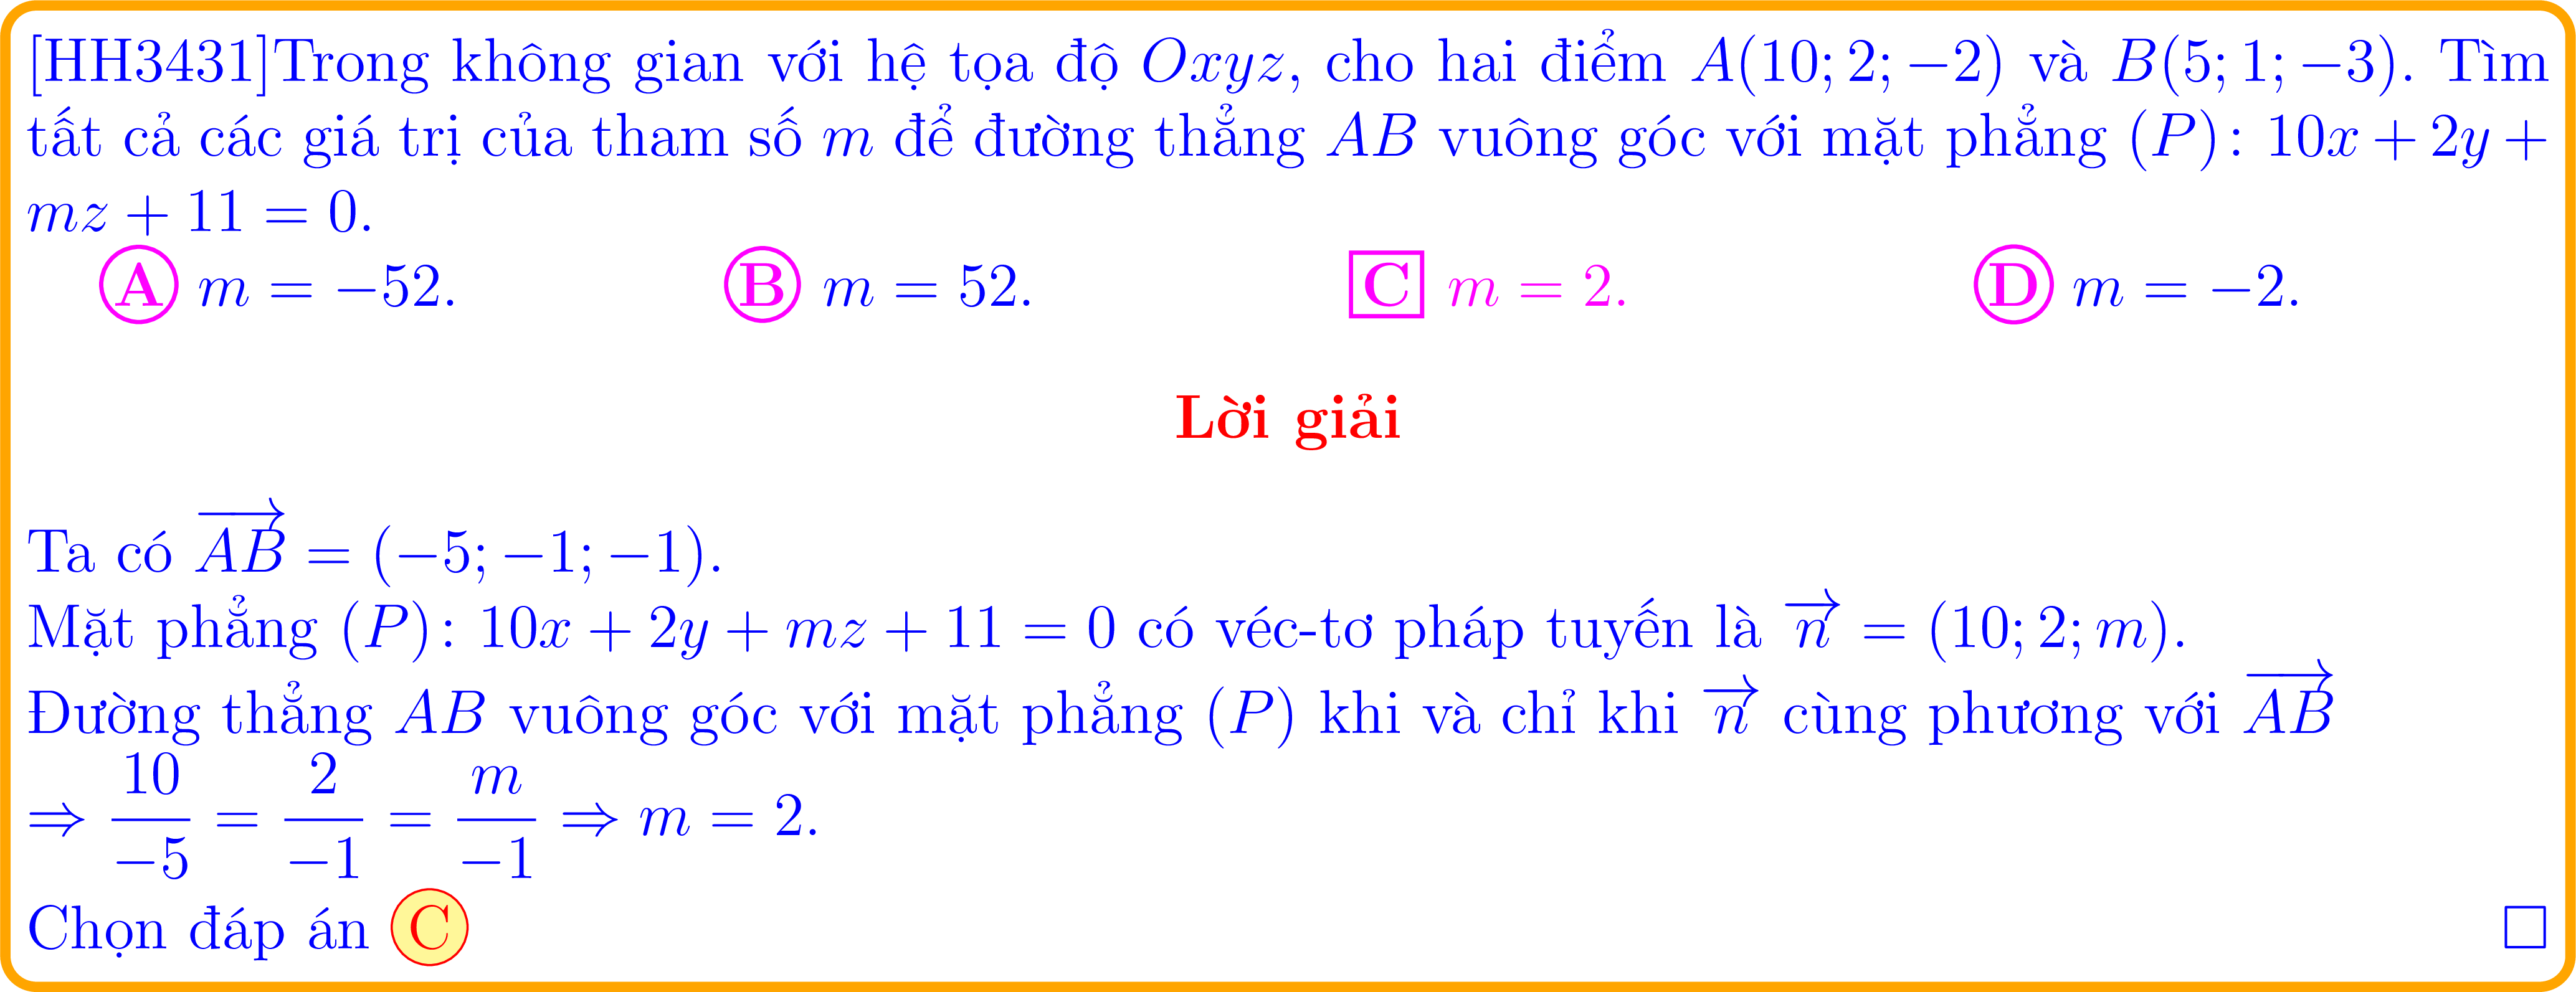 [HH3431]Trong không gian với hệ tọa độ Oxyz, cho hai điểm A(10; 2; −2) và B(5; 1; −3). Tìm
tất cả các giá trị của tham số m để đường thẳng AB vuông góc với mặt phẳng (P): 10x + 2y +
mz + 11 = 0.
A m = −52. B m = 52. C m = 2. D m = −2.
Lời giải
Ta có $\overrightarrow{AB}$ = (−5; −1; −1).
Mặt phẳng (P): 10x + 2y + mz + 11 = 0 có véc-tơ pháp tuyến là $\overrightarrow{n}$ = (10; 2; m).
Đường thẳng AB vuông góc với mặt phẳng (P) khi và chỉ khi $\overrightarrow{n}$ cùng phương với $\overrightarrow{AB}$
⇒ $\frac{10}{-5} = \frac{2}{-1} = \frac{m}{-1}$ ⇒ m = 2.
Chọn đáp án C □